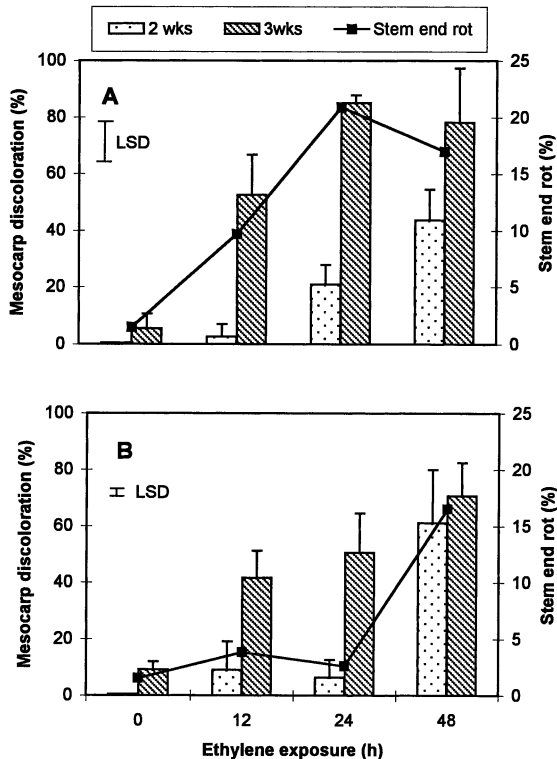 2 wks 3wks Stem end rot
A
LSD
Mesocarp discoloration (%)
100
80
60
40
20
0
Stem end rot (%)
25
20
15
10
5
0
B
LSD
Mesocarp discoloration (%)
100
80
60
40
20
0
Stem end rot (%)
25
20
15
10
5
0
0 12 24 48
Ethylene exposure (h)